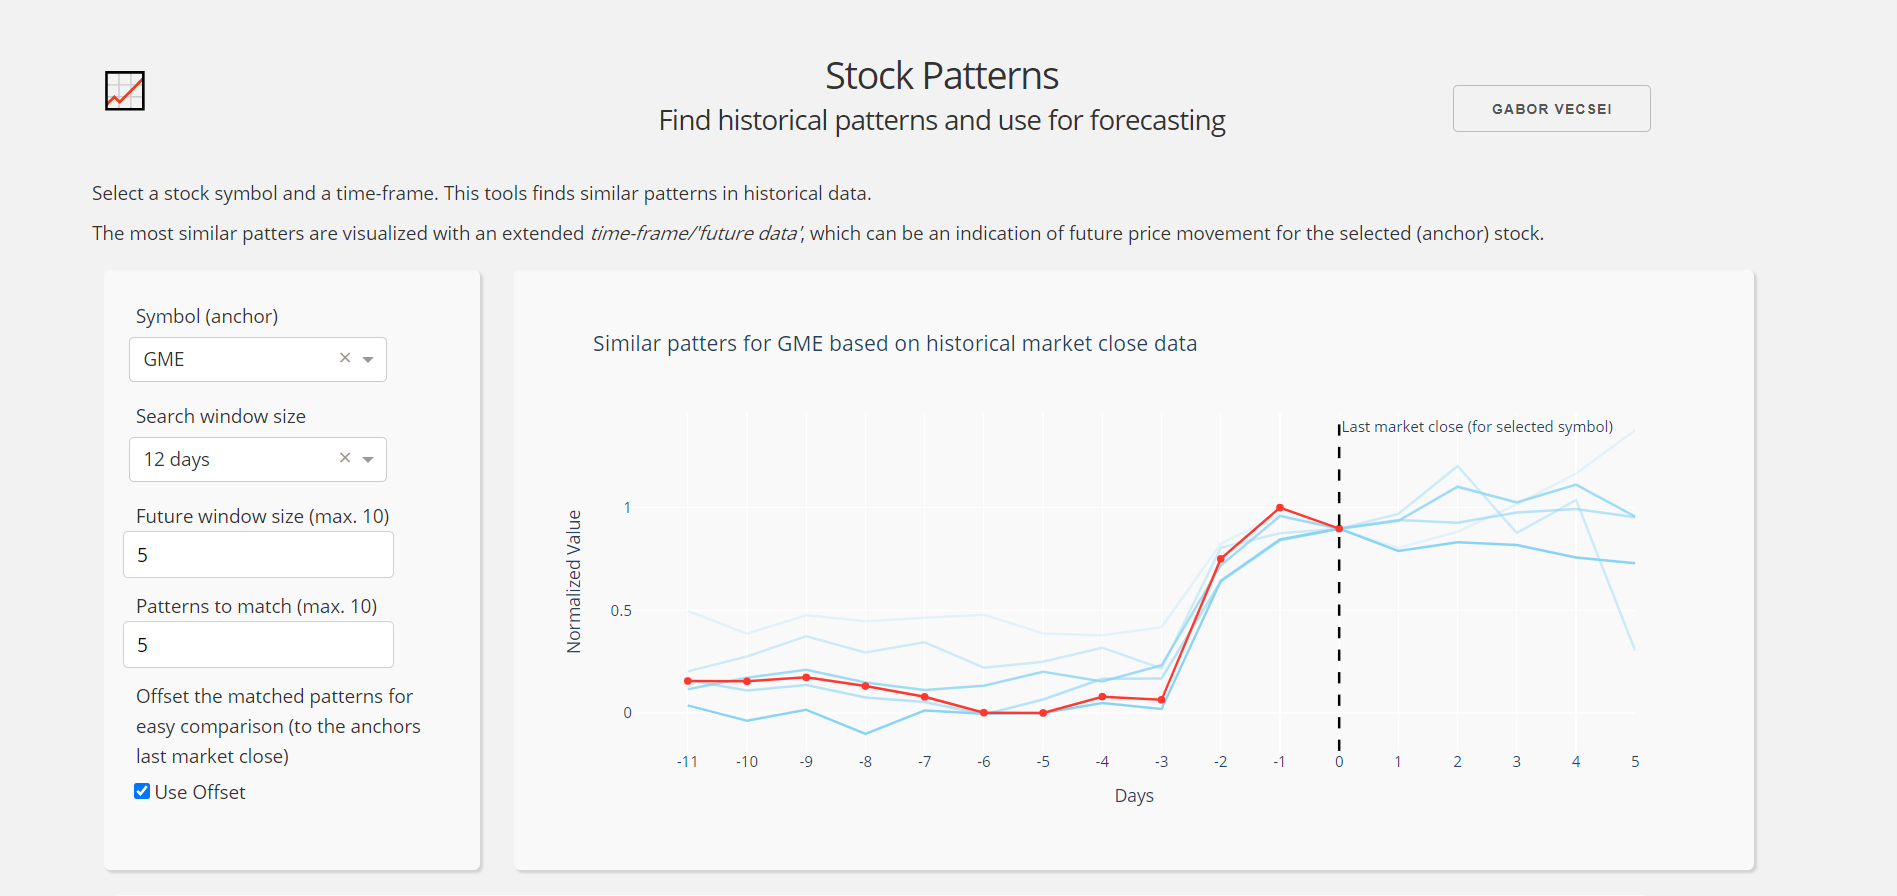 Stock Patterns
Find historical patterns and use for forecasting
GABOR VECSEI
Select a stock symbol and a time-frame. This tools finds similar patterns in historical data.
The most similar patters are visualized with an extended time-frame/'future data', which can be an indication of future price movement for the selected (anchor) stock.
Symbol (anchor)
GME
Search window size
12 days
Future window size (max. 10)
5
Patterns to match (max. 10)
5
Offset the matched patterns for
easy comparison (to the anchors
last market close)
Use Offset
Similar patters for GME based on historical market close data
Last market close (for selected symbol)
Normalized Value
1
0.5
0
-11 -10 -9 -8 -7 -6 -5 -4 -3 -2 -1 0 1 2 3 4 5
Days